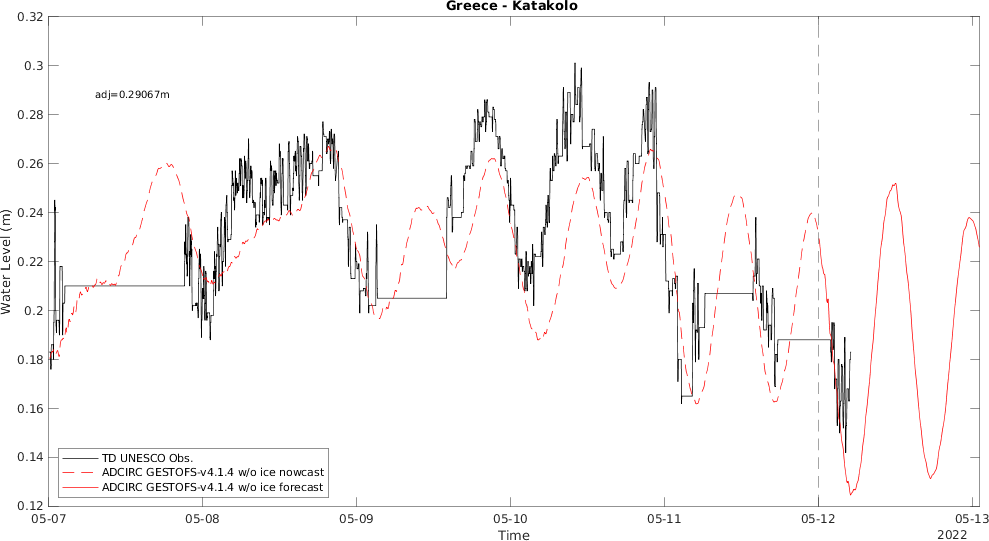 Greece - Katakolo
0.32
0.3
0.28
0.26
0.24
0.22
0.2
0.18
0.16
0.14
0.12
Water Level (m)
adj=0.29067m
TD UNESCO Obs.
ADCIRC GESTOFS-v4.1.4 w/o ice nowcast
ADCIRC GESTOFS-v4.1.4 w/o ice forecast
05-07 05-08 05-09 05-10 05-11 05-12 05-13
Time
2022